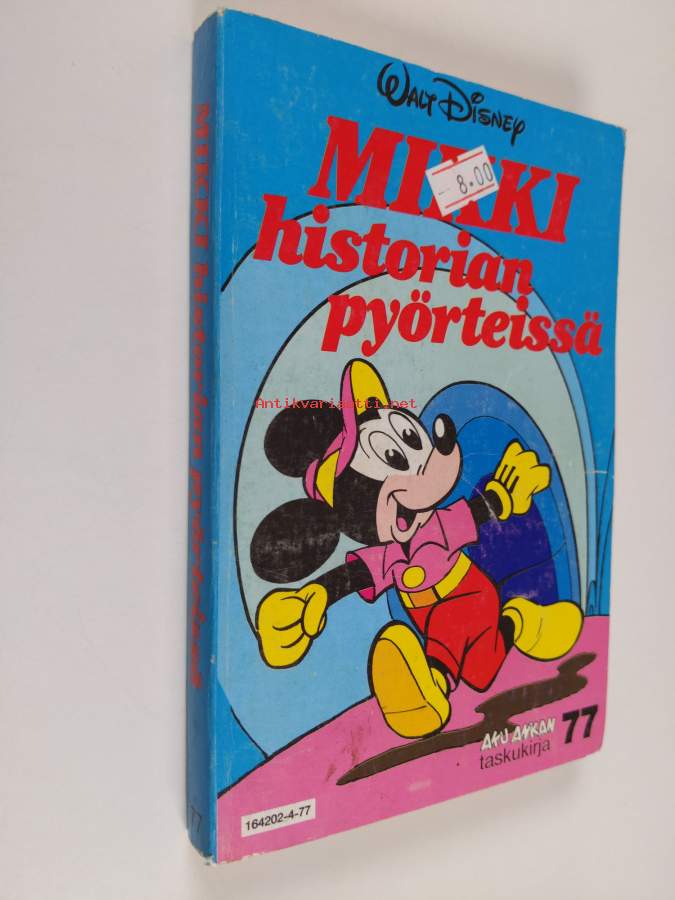 WALT DISNEY
MIKKI
- 8.00
historian
pyörteissä
Antikvariaatti.net
AKU ANKAN
taskukirja 77
164202-4-77
MIKKI historian pyörteissä
77